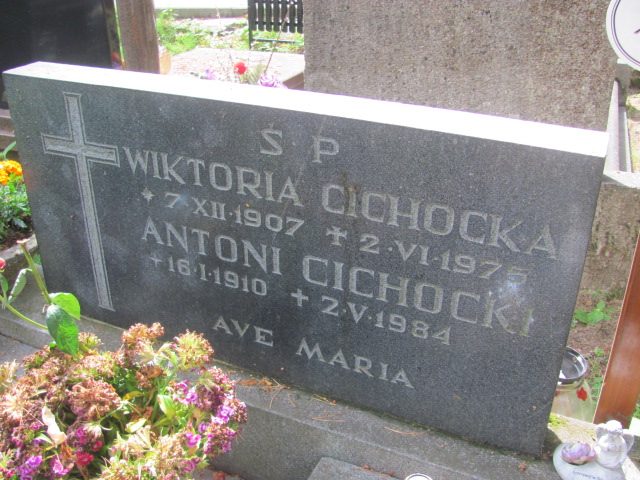 S P
WIKTORIA CICHOCKA
* 7·XII·1907 + 2·VI·1975
ANTONI CICHOCKI
+ 16·I·1910 + 2·V·1984
AVE MARIA